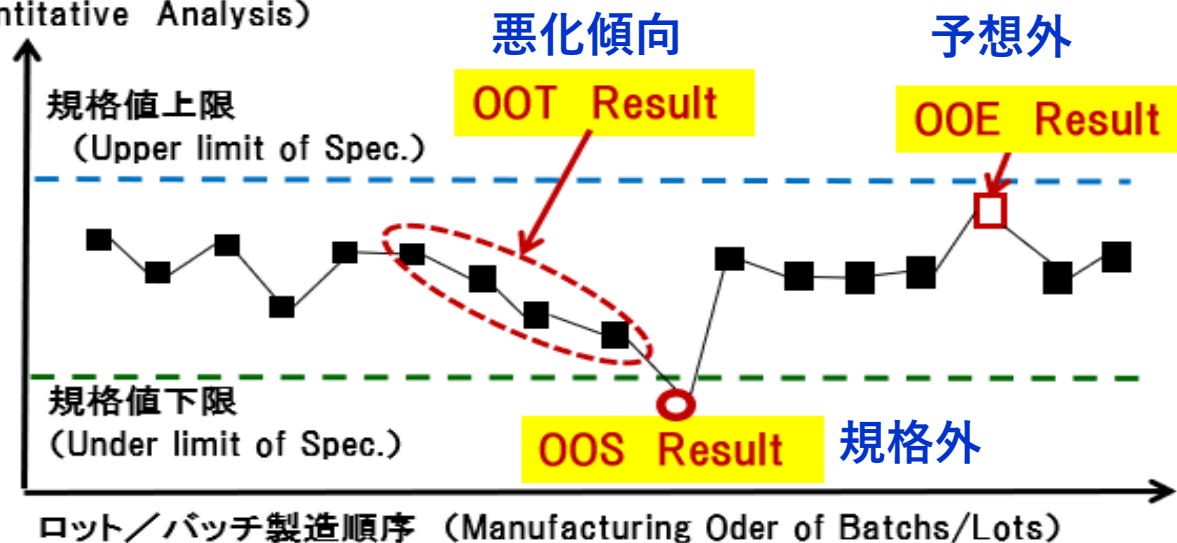 ntitative Analysis)
悪化傾向
予想外
OOT Result
OOE Result
規格値上限
(Upper limit of Spec.)
規格値下限
(Under limit of Spec.)
OOS Result
規格外
ロット／バッチ製造順序 (Manufacturing Oder of Batchs/Lots)